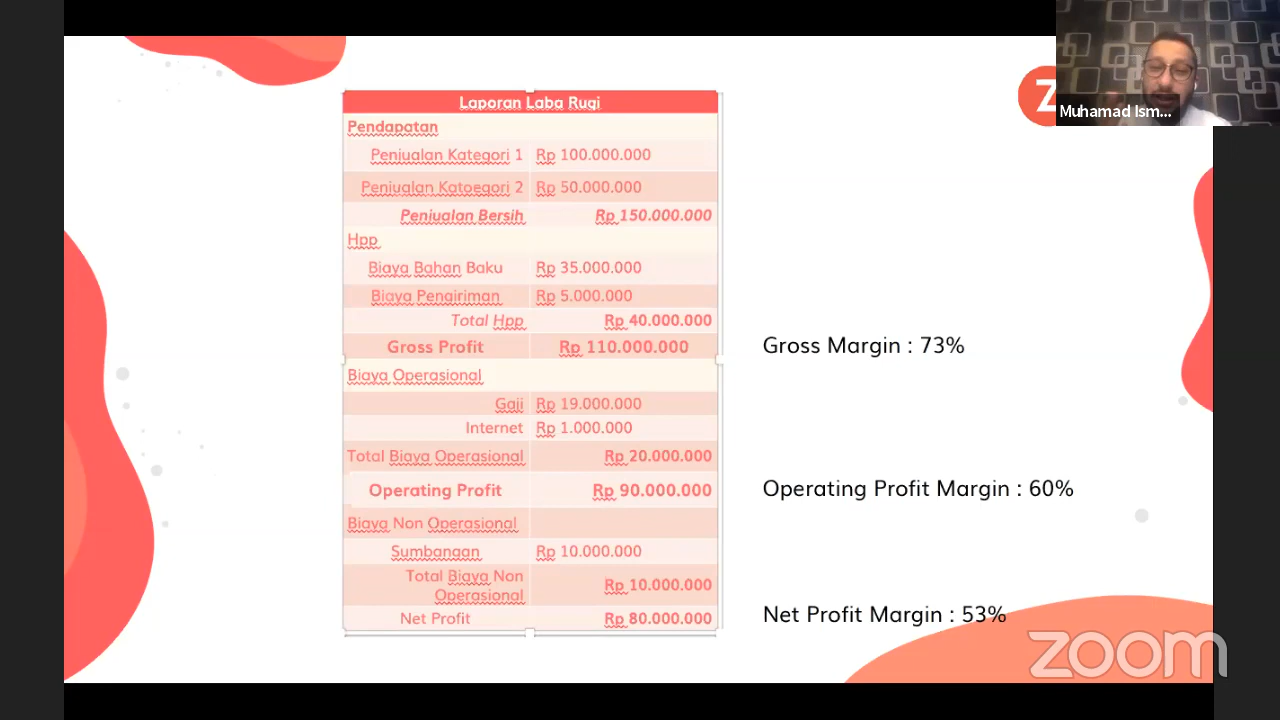 Laporan Laba Rugi
Pendapatan
Penjualan Kategori 1 Rp 100.000.000
Penjualan Katoegori 2 Rp 50.000.000
Penjualan Bersih Rp 150.000.000
Hpp
Biaya Bahan Baku Rp 35.000.000
Biaya Pengiriman Rp 5.000.000
Total Hpp Rp 40.000.000
Gross Profit Rp 110.000.000
Gross Margin : 73%
Biaya Operasional
Gaji Rp 19.000.000
Internet Rp 1.000.000
Total Biaya Operasional Rp 20.000.000
Operating Profit Rp 90.000.000
Operating Profit Margin : 60%
Biaya Non Operasional
Sumbanaan Rp 10.000.000
Total Biaya Non
Operasional Rp 10.000.000
Net Profit Rp 80.000.000
Net Profit Margin : 53%
Z
Muhamad Ism...
zoom